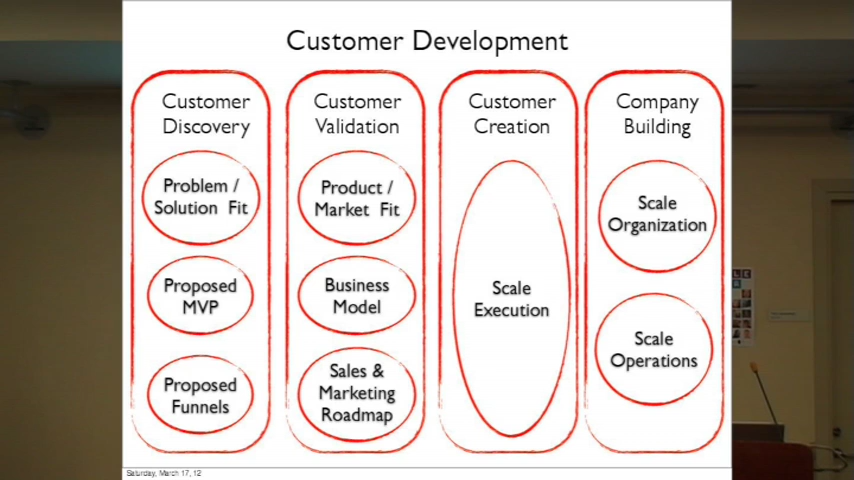 Customer Development
Customer
Discovery
Problem /
Solution Fit
Proposed
MVP
Proposed
Funnels
Customer
Validation
Product /
Market Fit
Business
Model
Sales &
Marketing
Roadmap
Customer
Creation
Scale
Execution
Company
Building
Scale
Organization
Scale
Operations
Saturday, March 17, 12